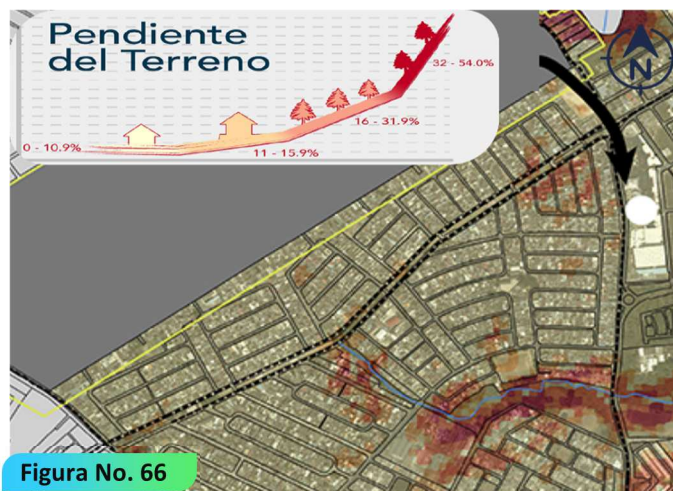 Pendiente
del Terreno
N
32 - 54.0%
16 - 31.9%
0 - 10.9%
11 - 15.9%
Figura No. 66